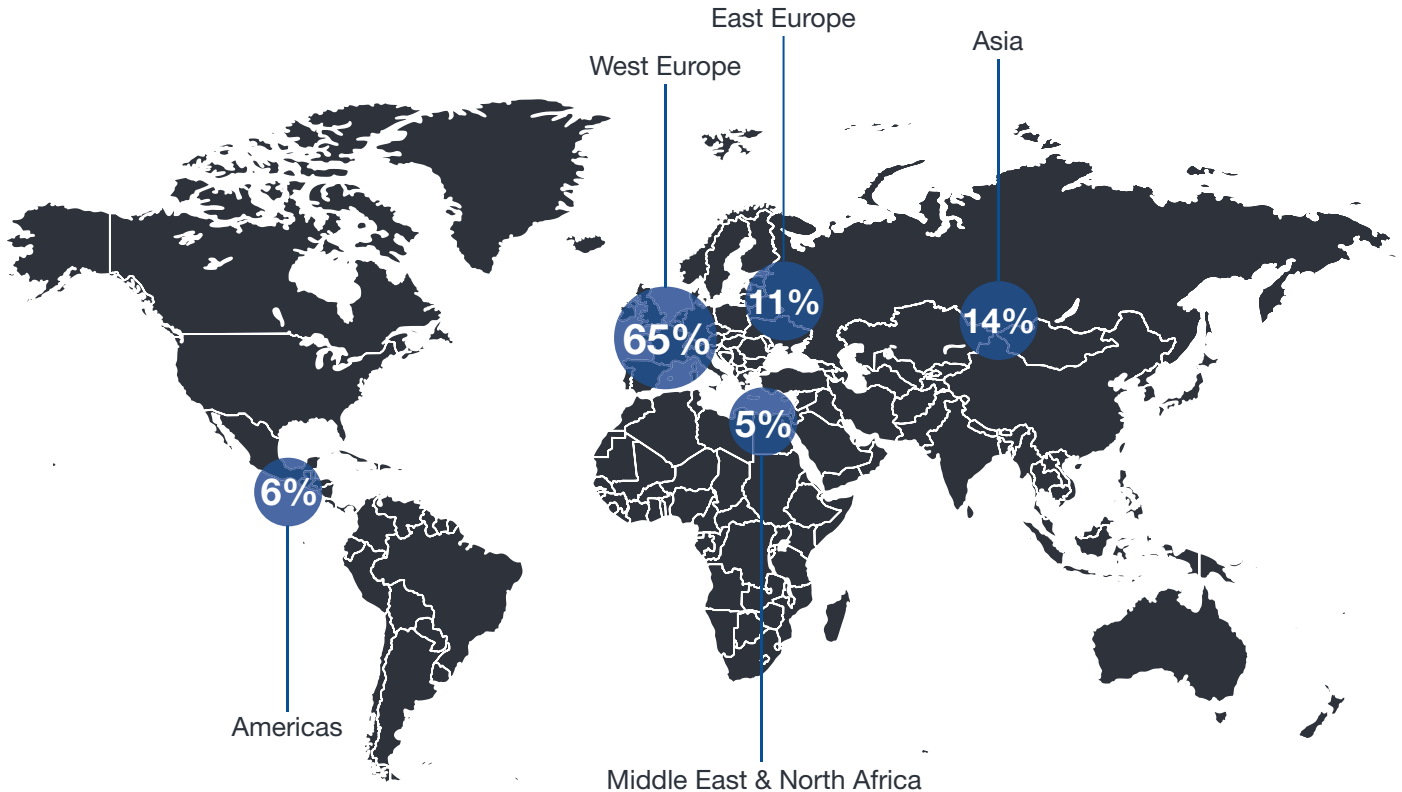 East Europe
Asia
West Europe
11%
14%
65%
5%
6%
Americas
Middle East & North Africa